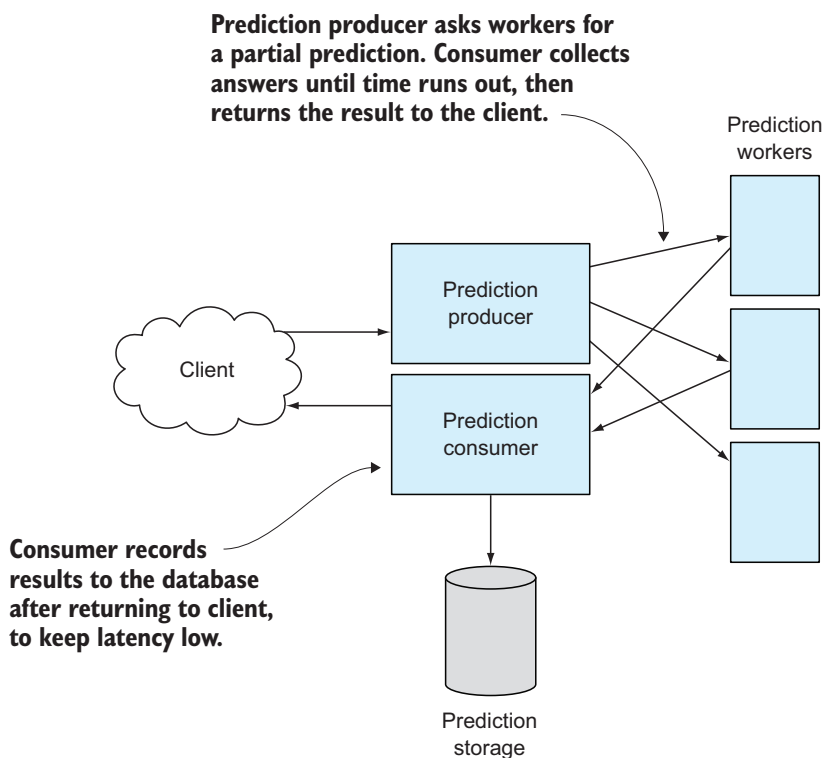 Prediction producer asks workers for
a partial prediction. Consumer collects
answers until time runs out, then
returns the result to the client.
Prediction
workers
Prediction
producer
Client
Prediction
consumer
Consumer records
results to the database
after returning to client,
to keep latency low.
Prediction
storage